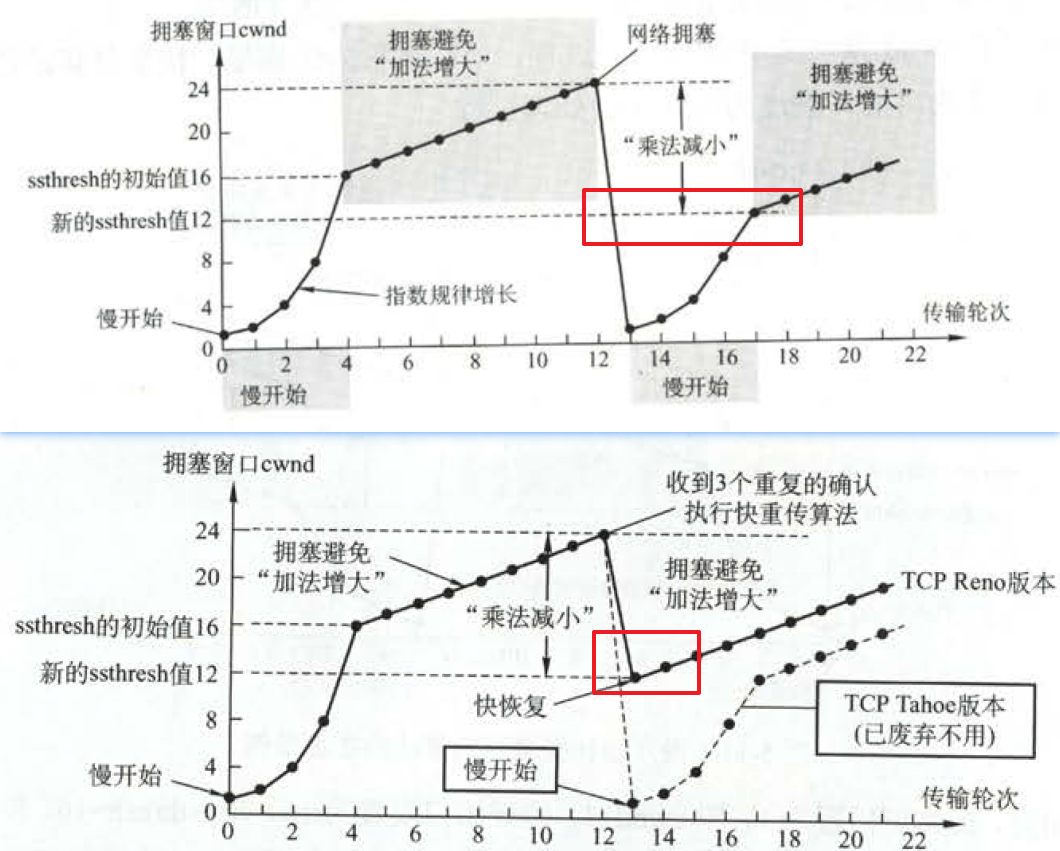 拥塞窗口cwnd
拥塞避免
“加法增大”
网络拥塞
拥塞避免
“加法增大”
24
20
“乘法减小”
ssthresh的初始值16
新的ssthresh值12
8
指数规律增长
4
慢开始
传输轮次
0
0 2 4 6 8 10 12 14 16 18 20 22
慢开始
慢开始
拥塞窗口cwnd
收到3个重复的确认
执行快重传算法
24
拥塞避免
“加法增大”
拥塞避免
“加法增大”
20
TCP Reno版本
“乘法减小”
ssthresh的初始值16
新的ssthresh值12
快恢复
TCP Tahoe版本
(已废弃不用)
8
慢开始
慢开始
4
传输轮次
0
0 2 4 6 8 10 12 14 16 18 20 22